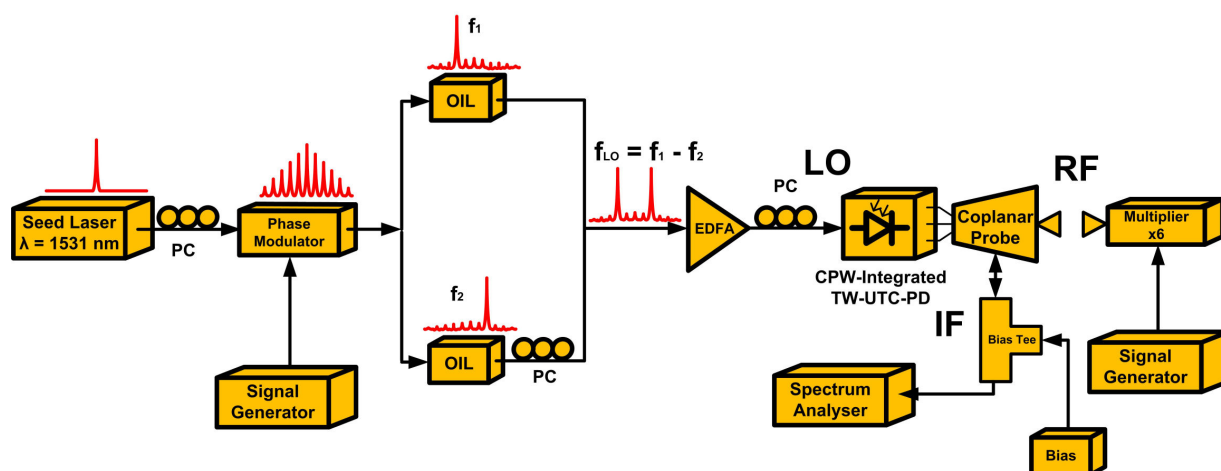 f₁
OIL
Seed Laser
λ = 1531 nm
PC
Phase
Modulator
Signal
Generator
f₂
OIL
PC
fLO = f₁ - f₂
EDFA
PC
LO
CPW-Integrated
TW-UTC-PD
Coplanar
Probe
RF
Multiplier
x6
IF
Bias Tee
Spectrum
Analyser
Signal
Generator
Bias